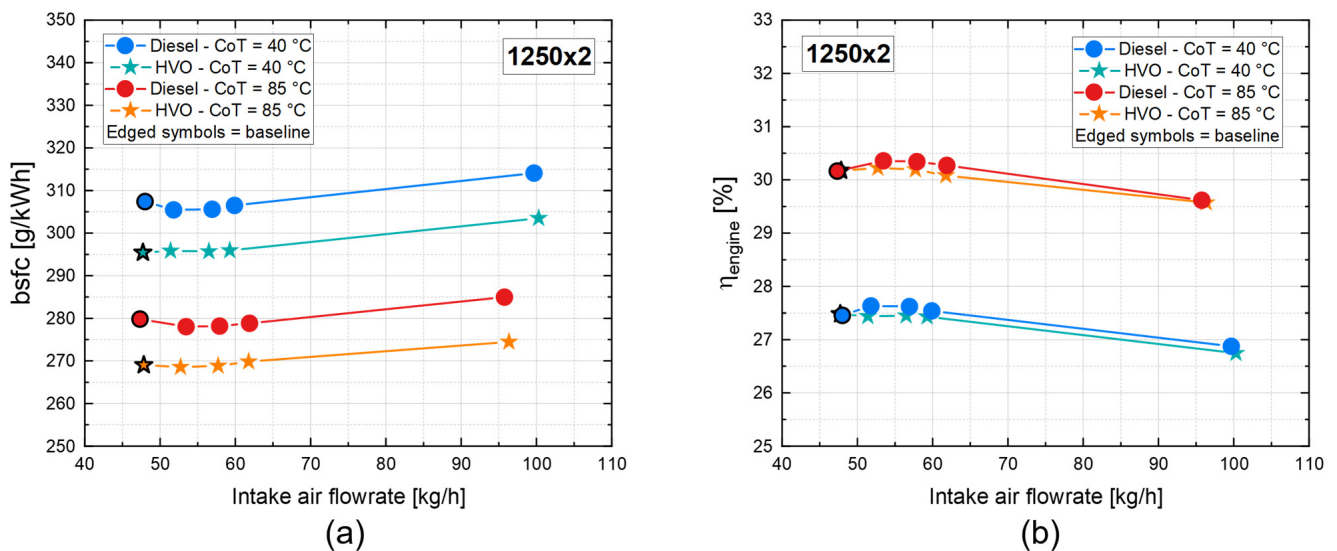 350
340
330
320
310
300
290
280
270
260
250
bsfc [g/kWh]
Diesel - CoT = 40 °C
HVO - CoT = 40 °C
Diesel - CoT = 85 °C
HVO - CoT = 85 °C
Edged symbols = baseline
1250x2
40 50 60 70 80 90 100 110
Intake air flowrate [kg/h]
(a)
33%
32%
31%
30%
29%
28%
27%
26%
25%
ηengine [%]
1250x2
Diesel - CoT = 40 °C
HVO - CoT = 40 °C
Diesel - CoT = 85 °C
HVO - CoT = 85 °C
Edged symbols = baseline
40 50 60 70 80 90 100 110
Intake air flowrate [kg/h]
(b)